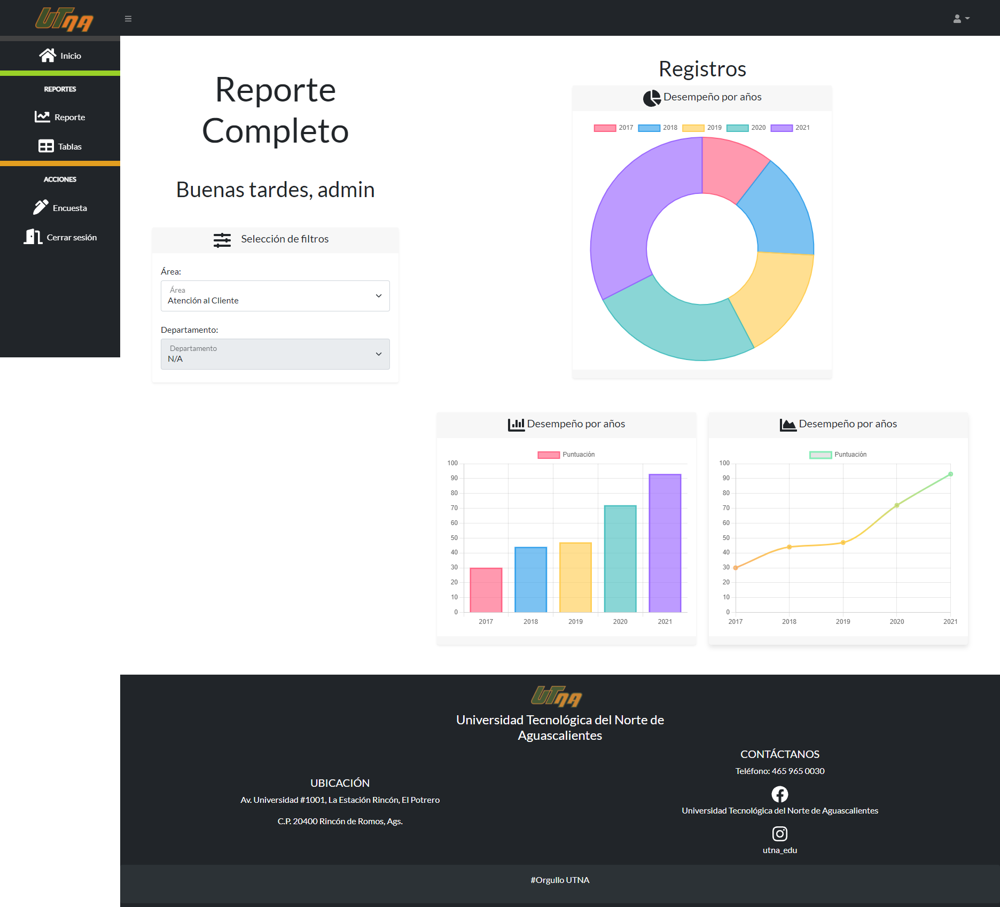 UTNA
Inicio
REPORTES
Reporte
Tablas
ACCIONES
Encuesta
Cerrar sesión
Reporte
Completo
Buenas tardes, admin
Selección de filtros
Área:
Área
Atención al Cliente
Departamento:
Departamento
N/A
Registros
Desempeño por años
2017 2018 2019 2020 2021
Desempeño por años
Puntuación
100
90
80
70
60
50
40
30
20
10
0
2017 2018 2019 2020 2021
Desempeño por años
Puntuación
100
90
80
70
60
50
40
30
20
10
0
2017 2018 2019 2020 2021
UTNA
Universidad Tecnológica del Norte de
Aguascalientes
UBICACIÓN
Av. Universidad #1001, La Estación Rincón, El Potrero
C.P. 20400 Rincón de Romos, Ags.
CONTÁCTANOS
Teléfono: 465 965 0030
Universidad Tecnológica del Norte de Aguascalientes
utna_edu
#Orgullo UTNA